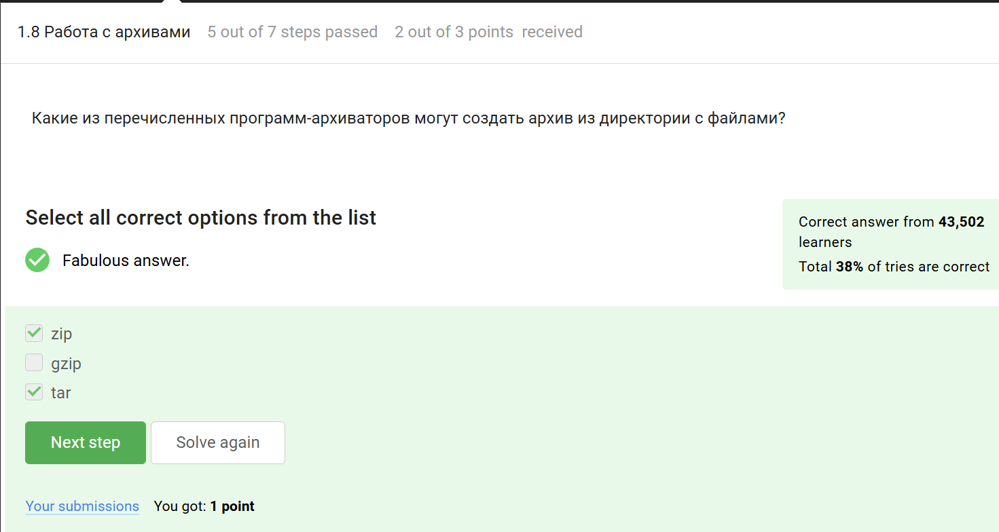 1.8 Работа с архивами 5 out of 7 steps passed 2 out of 3 points received
Какие из перечисленных программ-архиваторов могут создать архив из директории с файлами?
Select all correct options from the list
Fabulous answer.
Correct answer from 43,502
learners
Total 38% of tries are correct
zip
gzip
tar
Next step Solve again
Your submissions You got: 1 point